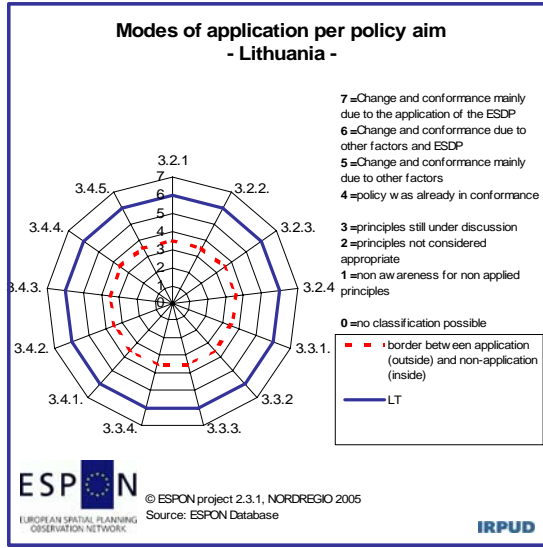 Modes of application per policy aim
- Lithuania -
7 =Change and conformance mainly
due to the application of the ESDP
6 =Change and conformance due to
other factors and ESDP
5 =Change and conformance mainly
due to other factors
4 =policy was already in conformance
3 =principles still under discussion
2 =principles not considered
appropriate
1 =non awareness for non applied
principles
0 =no classification possible
3.2.1
3.2.2.
3.2.3.
3.2.4
3.3.1.
3.3.2
3.3.3.
3.3.4.
3.4.1.
3.4.2.
3.4.3.
3.4.4.
3.4.5.
7
6
5
4
3
2
1
0
border between application
(outside) and non-application
(inside)
LT
ESPON
EUROPEAN SPATIAL PLANNING
OBSERVATION NETWORK
© ESPON project 2.3.1, NORDREGIO 2005
Source: ESPON Database
IRPUD